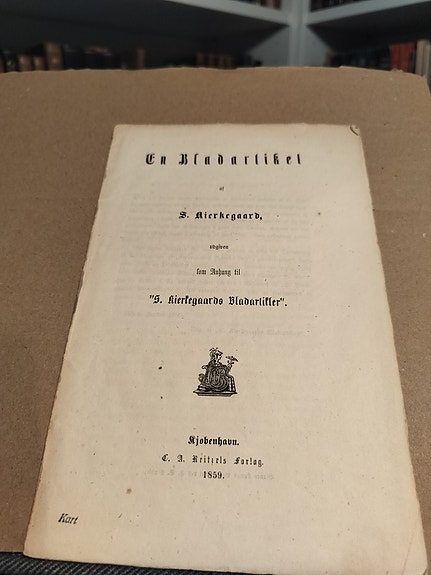 En Bladartikel
af
S. Kierkegaard,
udgiven
som Anhang til
"S. Kierkegaards Bladartikler".
Kjøbenhavn.
C. A. Reitzels Forlag.
1859.
Kart